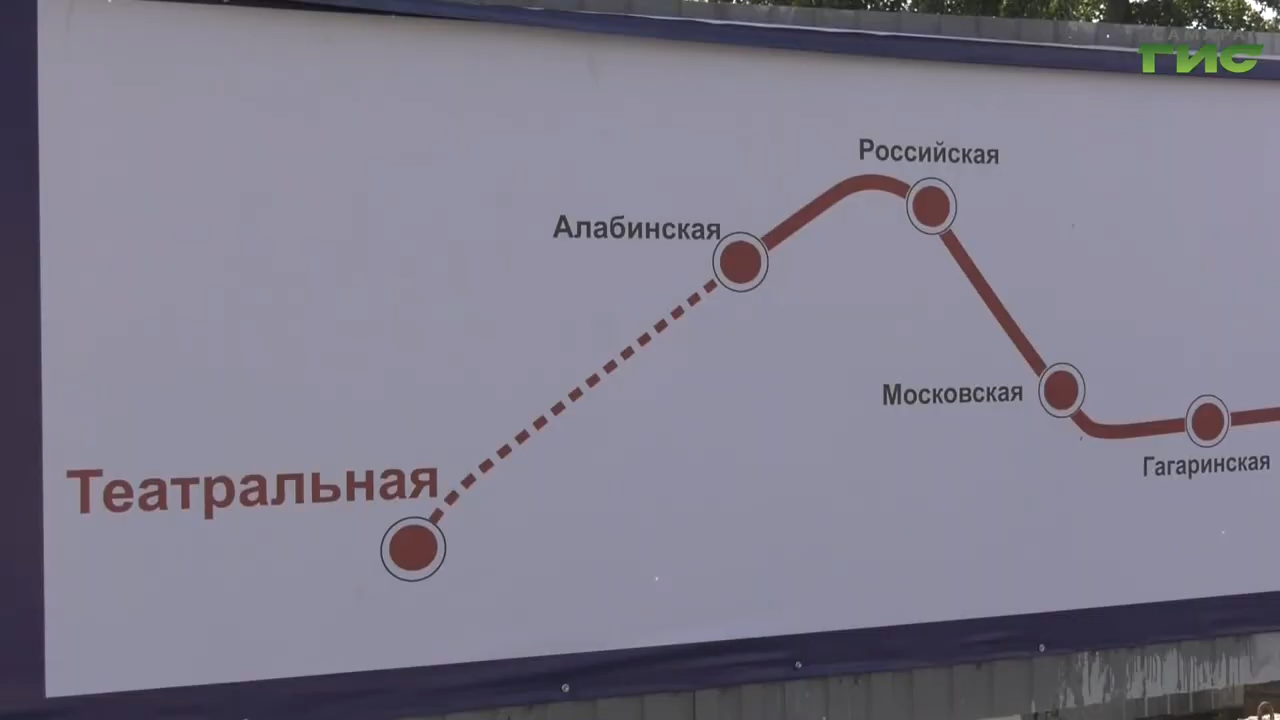 ГИС
Российская
Алабинская
Московская
Гагаринская
Театральная